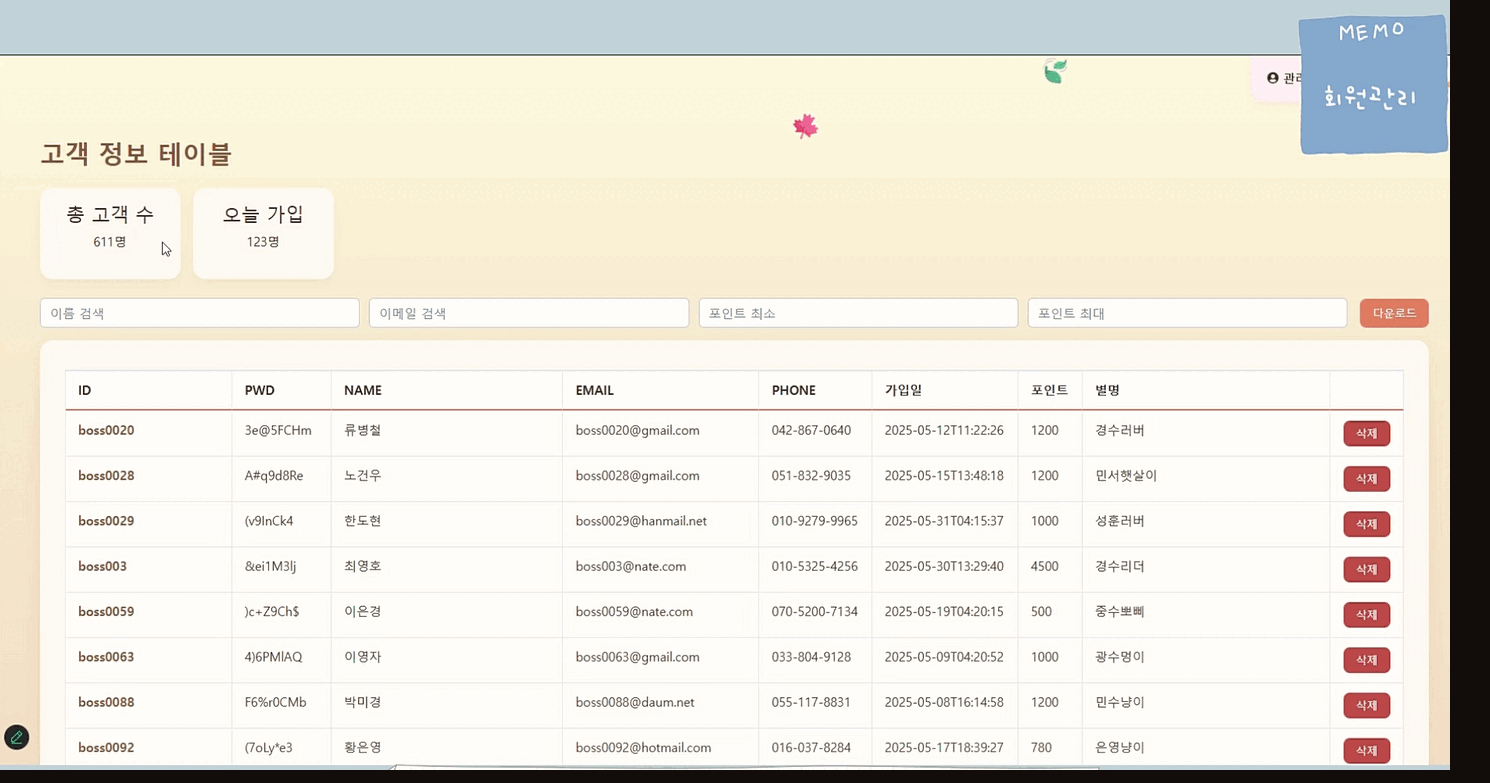 MEMO
회원관리
관리
고객 정보 테이블
총 고객 수 오늘 가입
611명 123명
이름 검색 이메일 검색 포인트 최소 포인트 최대 다운로드
ID PWD NAME EMAIL PHONE 가입일 포인트 별명
boss0020 3e@5FCHm 류병철 boss0020@gmail.com 042-867-0640 2025-05-12T11:22:26 1200 경수러버 삭제
boss0028 A#q9d8Re 노건우 boss0028@gmail.com 051-832-9035 2025-05-15T13:48:18 1200 민서햇살이 삭제
boss0029 (v9InCk4 한도현 boss0029@hanmail.net 010-9279-9965 2025-05-31T04:15:37 1000 성훈러버 삭제
boss003 &ei1M3lj 최영호 boss003@nate.com 010-5325-4256 2025-05-30T13:29:40 4500 경수리더 삭제
boss0059 )c+Z9Ch$ 이은경 boss0059@nate.com 070-5200-7134 2025-05-19T04:20:15 500 중수뽀삐 삭제
boss0063 4)6PMlAQ 이영자 boss0063@gmail.com 033-804-9128 2025-05-09T04:20:52 1000 광수멍이 삭제
boss0088 F6%r0CMb 박미경 boss0088@daum.net 055-117-8831 2025-05-08T16:14:58 1200 민수냥이 삭제
boss0092 (7oLy*e3 황은영 boss0092@hotmail.com 016-037-8284 2025-05-17T18:39:27 780 은영냥이 삭제